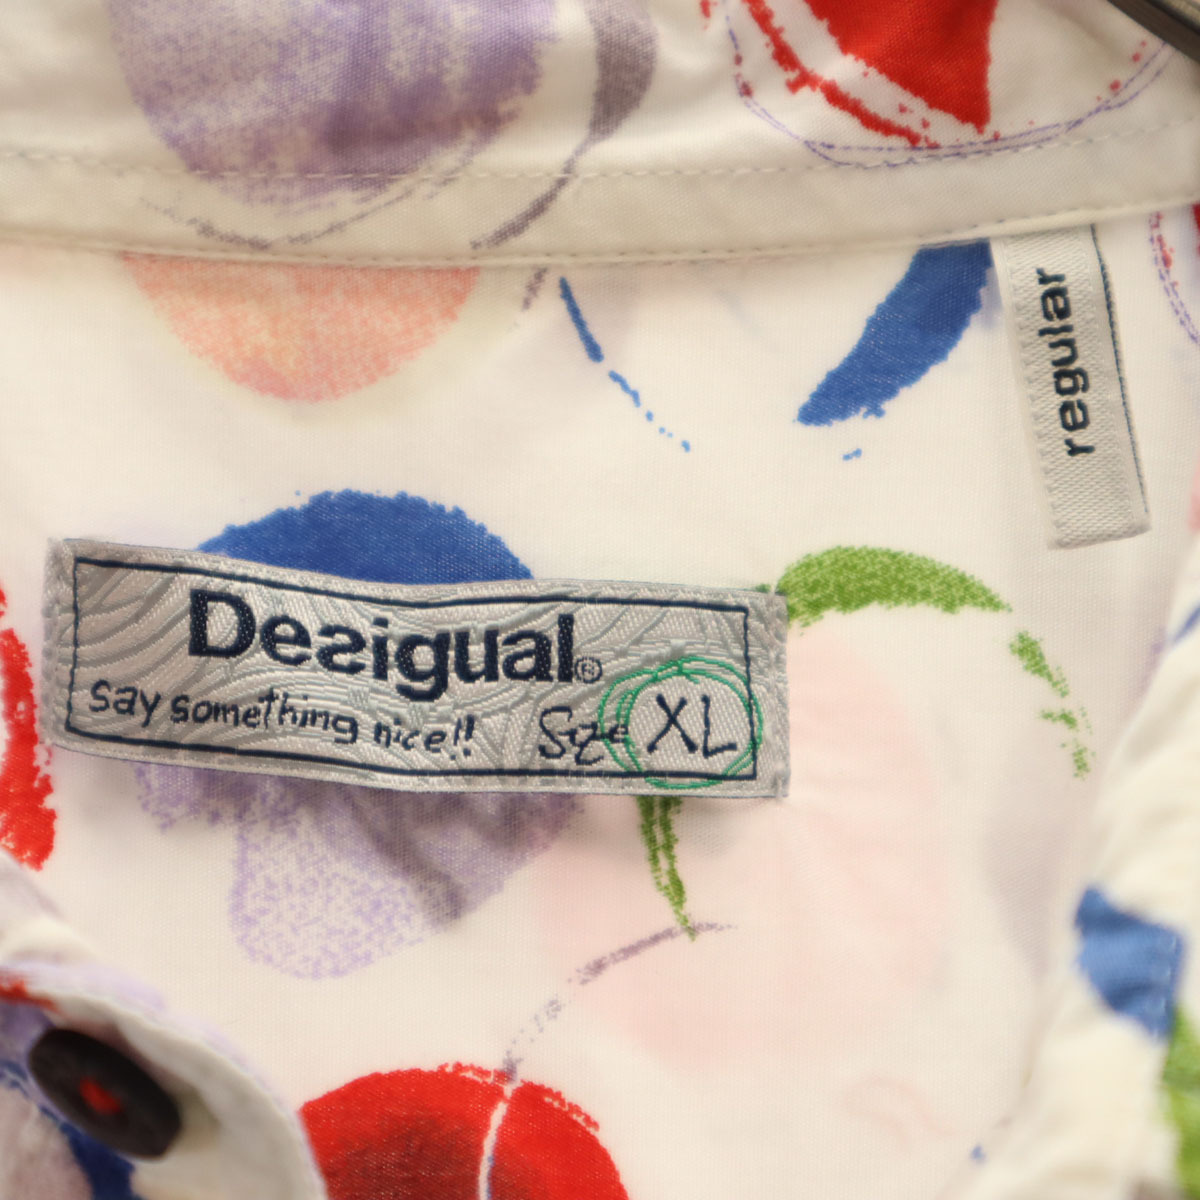 regular
Desigual®
say something nice!! Size XL